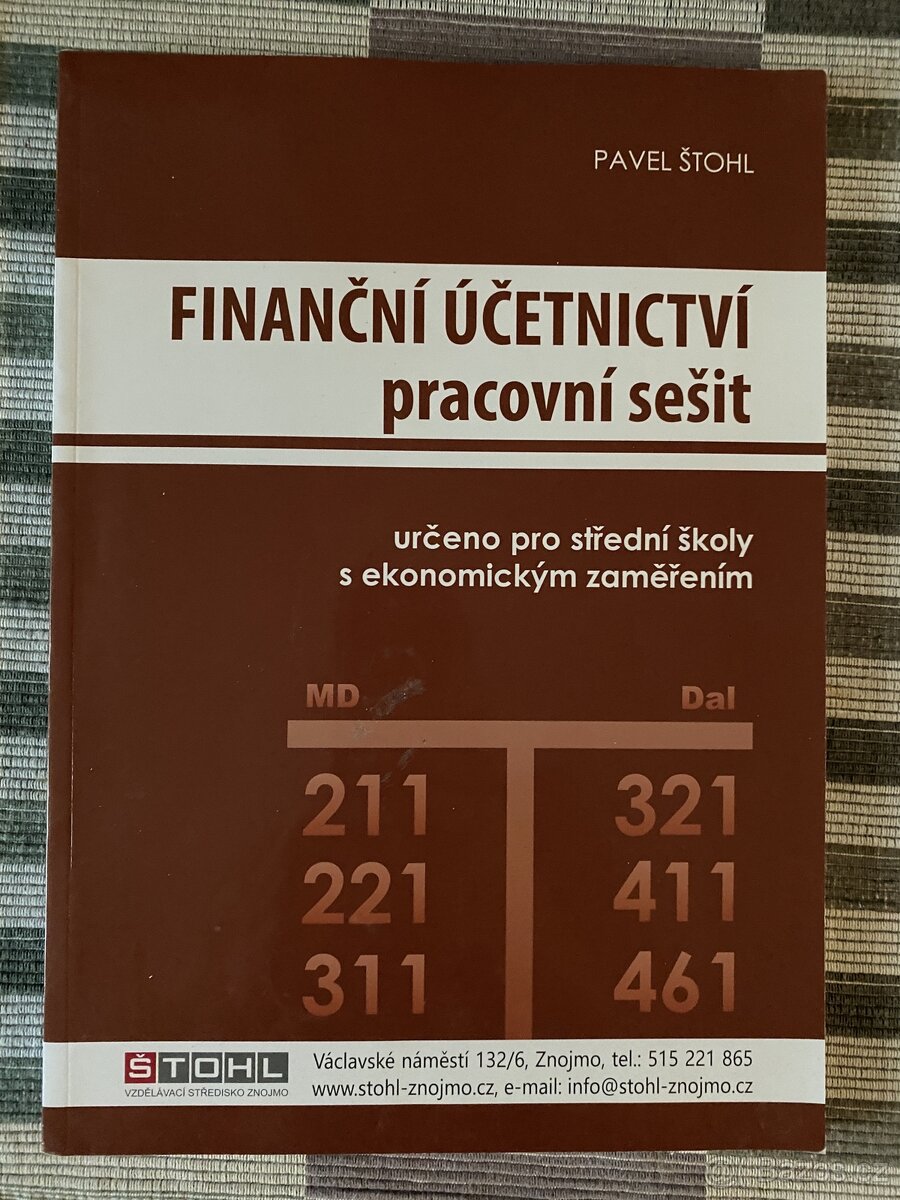 PAVEL ŠTOHL
FINANČNÍ ÚČETNICTVÍ
pracovní sešit
určeno pro střední školy
s ekonomickým zaměřením
MD Dal
211 321
221 411
311 461
ŠTOHL
VZDĚLÁVACÍ STŘEDISKO ZNOJMO
Václavské náměstí 132/6, Znojmo, tel.: 515 221 865
www.stohl-znojmo.cz, e-mail: info@stohl-znojmo.cz